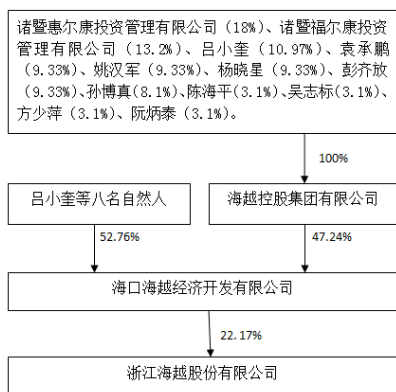 诸暨惠尔康投资管理有限公司（18%）、诸暨福尔康投资
管理有限公司（13.2%）、吕小奎（10.97%）、袁承鹏
（9.33%）、姚汉军（9.33%）、杨晓星（9.33%）、彭齐放
（9.33%）、孙博真（8.1%）、陈海平（3.1%）、吴志标（3.1%）、
方少萍（3.1%）、阮炳泰（3.1%）。
100%
吕小奎等八名自然人
海越控股集团有限公司
52.76%
47.24%
海口海越经济开发有限公司
22.17%
浙江海越股份有限公司